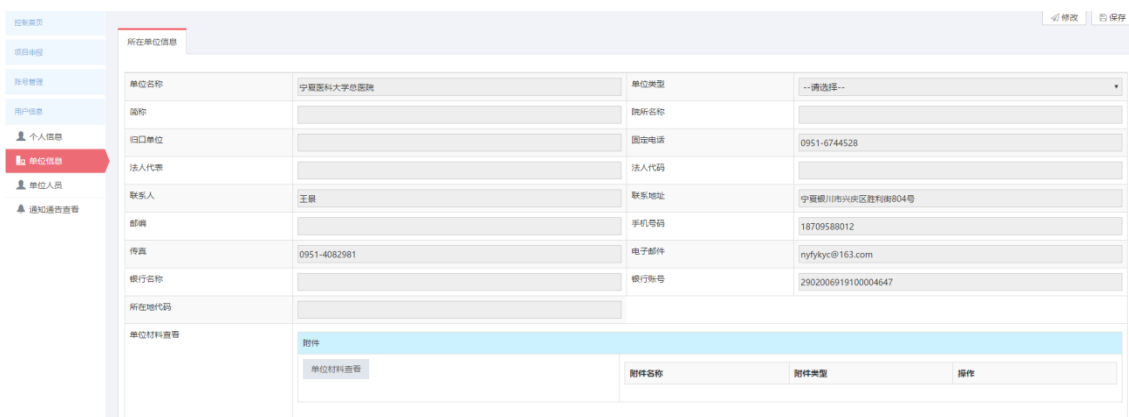 修改 保存
控制首页
项目申报
账号管理
用户信息
个人信息
单位信息
单位人员
通知通告查看
所在单位信息
单位名称 宁夏医科大学总医院 单位类型 --请选择--
简称 院所名称
归口单位 固定电话 0951-6744528
法人代表 法人代码
联系人 王景 联系地址 宁夏银川市兴庆区胜利街804号
邮编 手机号码 18709588012
传真 0951-4082981 电子邮件 nyfykyc@163.com
银行名称 银行账号 2902006919100004647
所在地代码
单位材料查看 附件
单位材料查看 附件名称 附件类型 操作